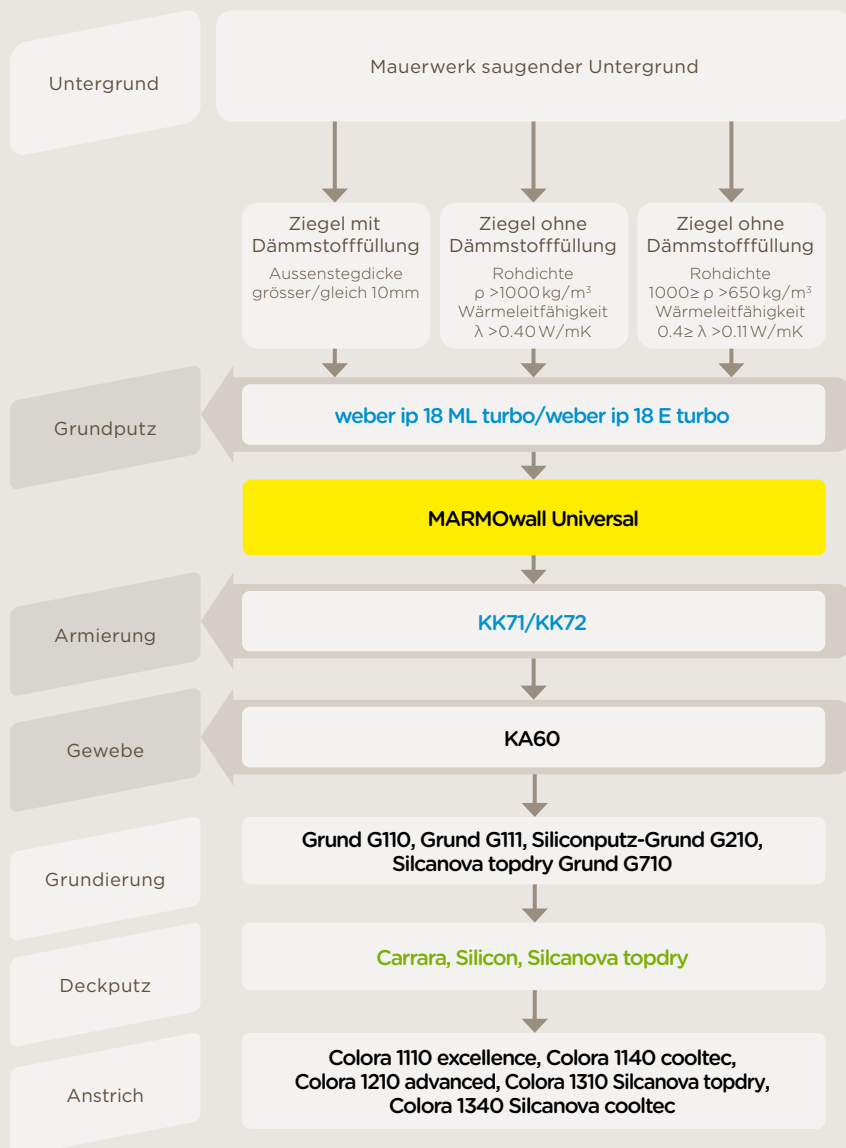 Untergrund
Mauerwerk saugender Untergrund
Ziegel mit
Dämmstofffüllung
Aussenstegdicke
grösser/gleich 10mm
Ziegel ohne
Dämmstofffüllung
Rohdichte
ρ >1000kg/m³
Wärmeleitfähigkeit
λ >0.40 W/mK
Ziegel ohne
Dämmstofffüllung
Rohdichte
1000≥ ρ >650kg/m³
Wärmeleitfähigkeit
0.4≥ λ >0.11 W/mK
Grundputz
weber ip 18 ML turbo/weber ip 18 E turbo
MARMOwall Universal
Armierung
KK71/KK72
Gewebe
KA60
Grundierung
Grund G110, Grund G111, Siliconputz-Grund G210,
Silcanova topdry Grund G710
Deckputz
Carrara, Silicon, Silcanova topdry
Anstrich
Colora 1110 excellence, Colora 1140 cooltec,
Colora 1210 advanced, Colora 1310 Silcanova topdry,
Colora 1340 Silcanova cooltec